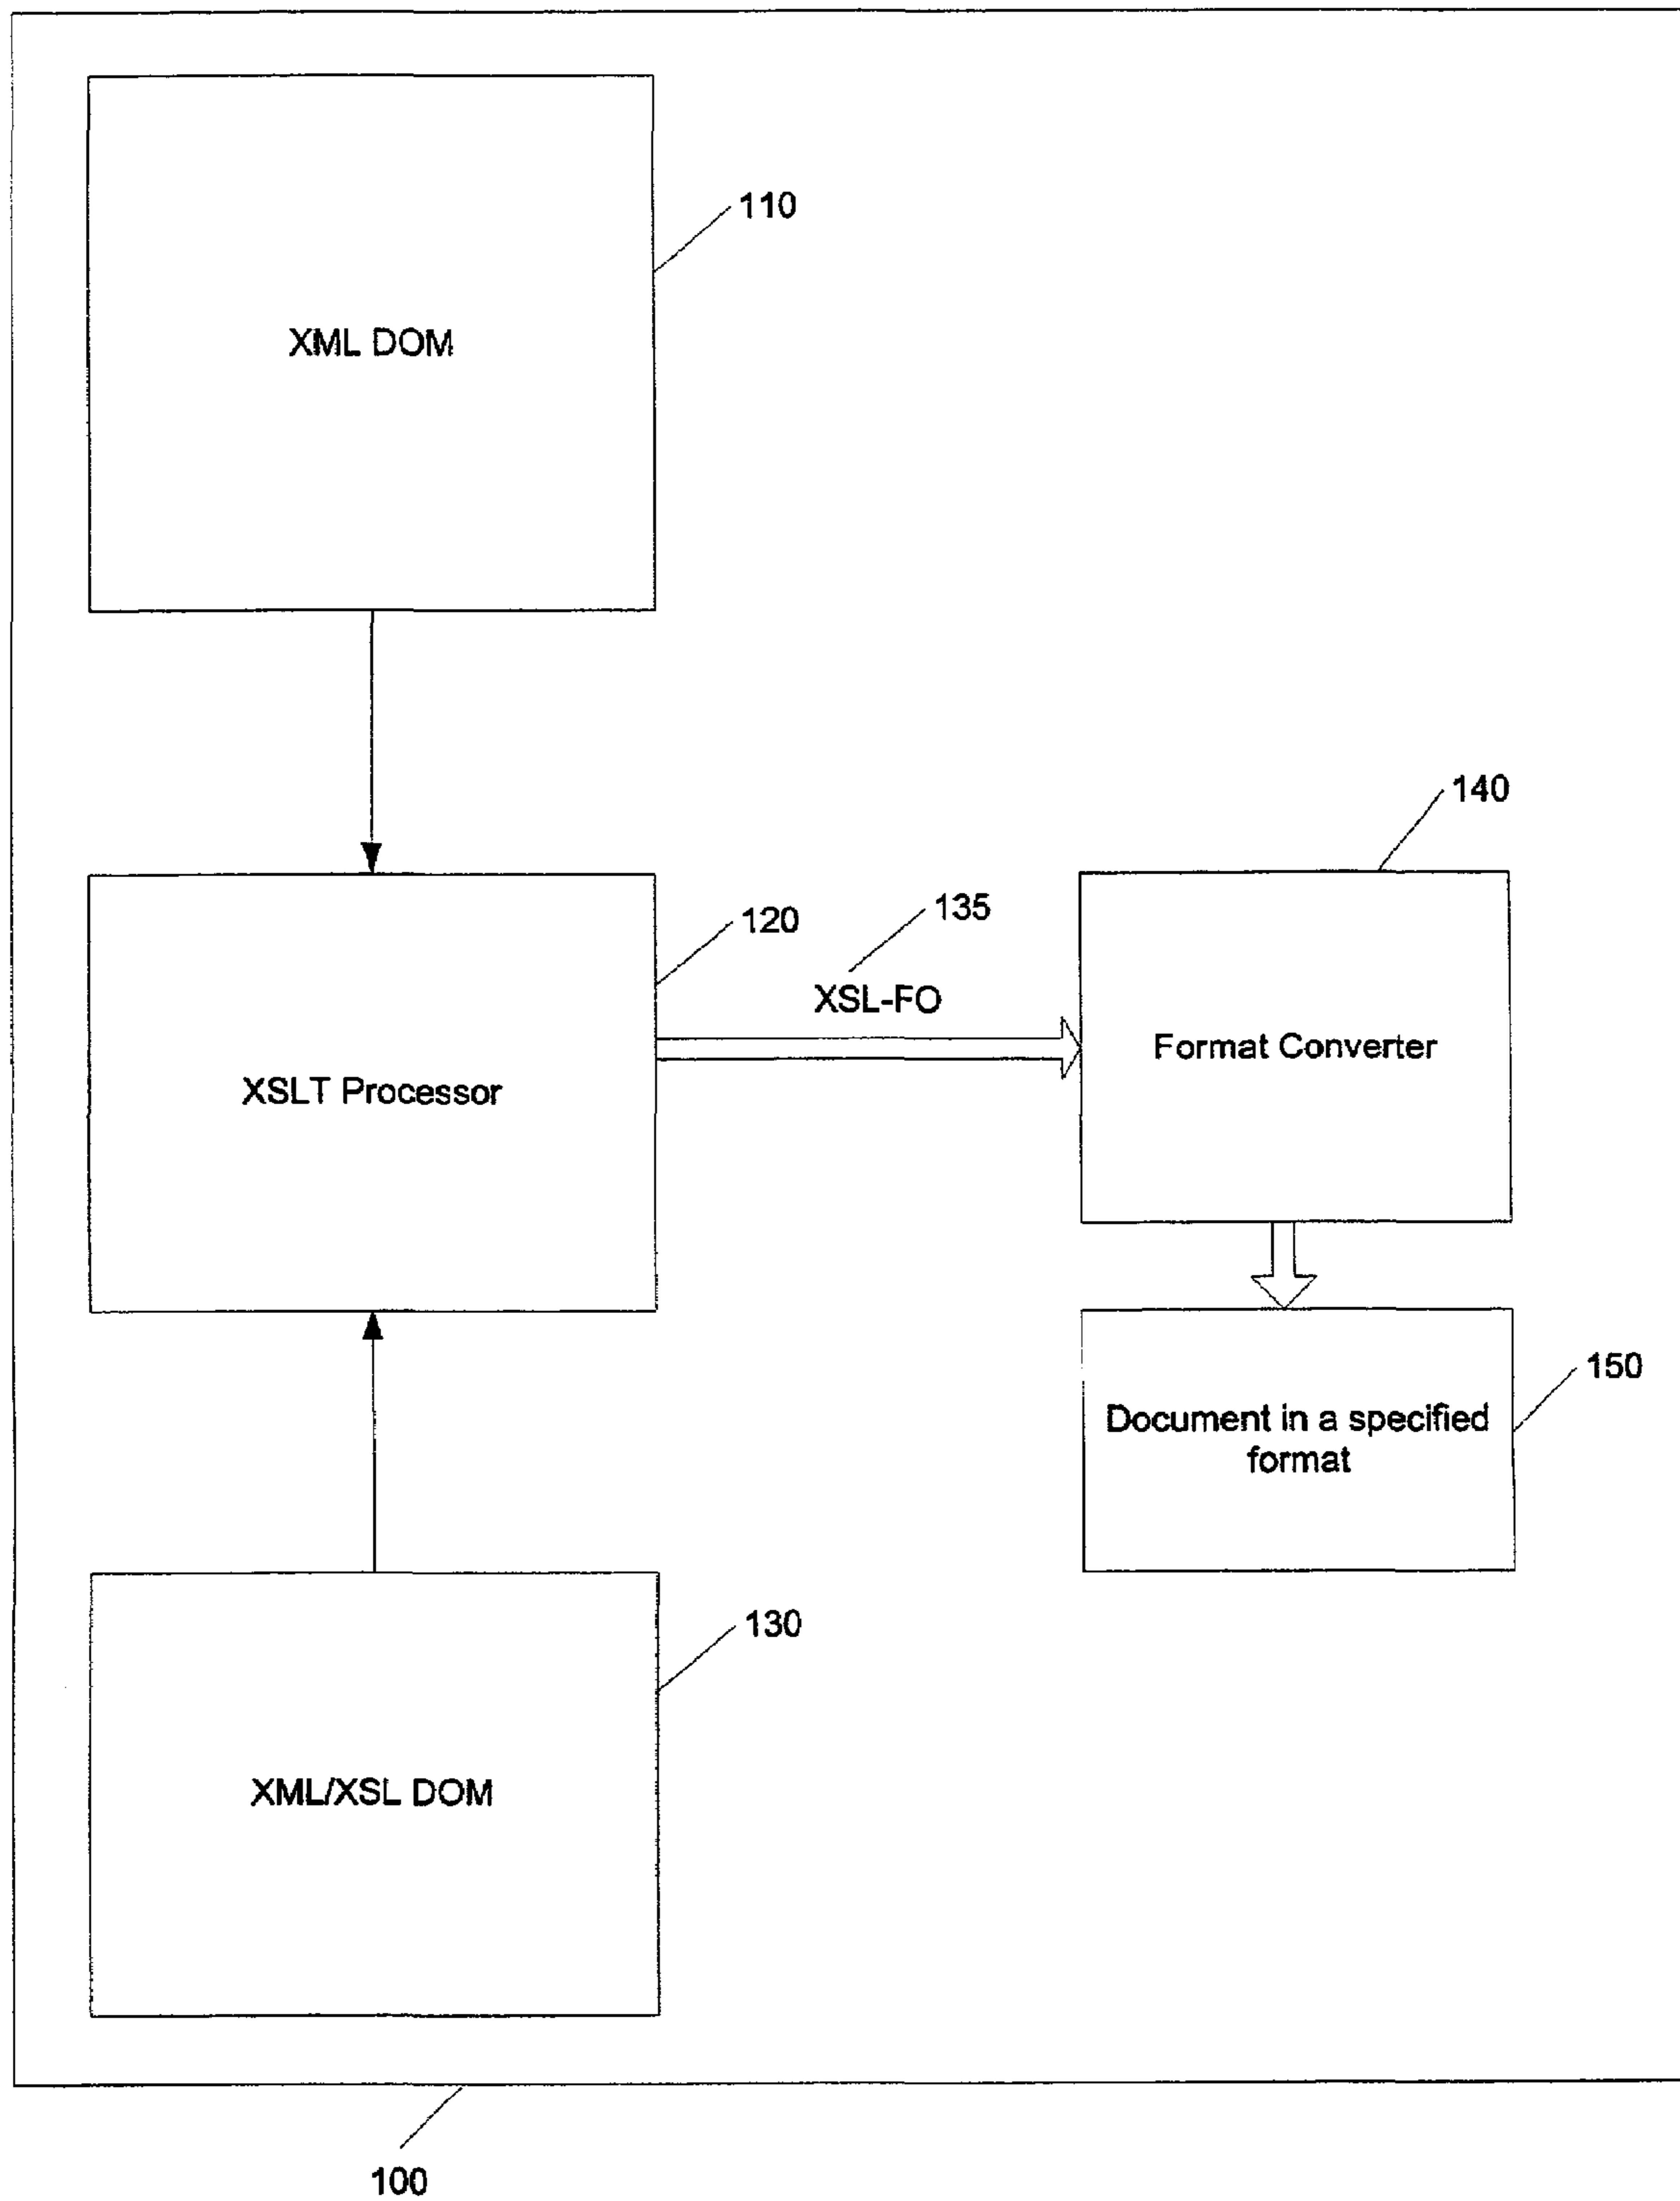 110
XML DOM
140
120
135
XSL-FO
Format Converter
XSLT Processor
150
Document in a specified
format
130
XML/XSL DOM
100